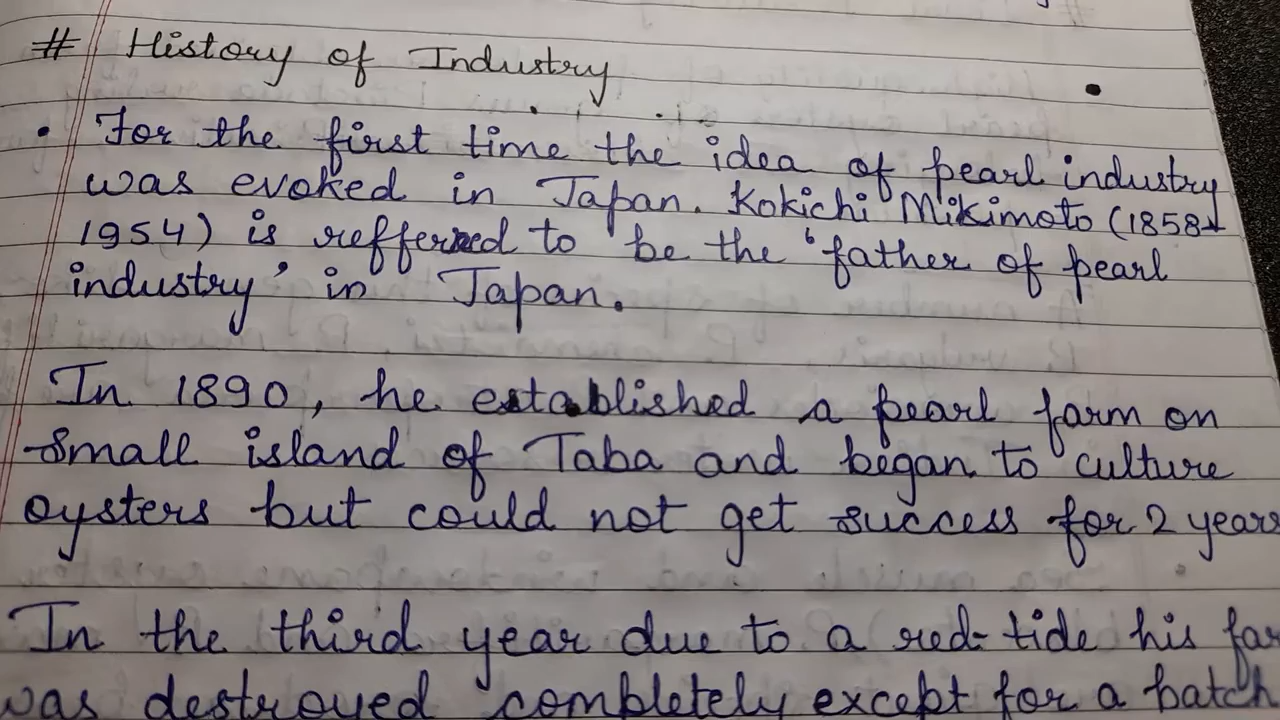 # History of Industry
• For the first time the idea of pearl industry
was evoked in Japan. Kokichi Mikimoto (1858-
1954) is refferred to be the 'father of pearl
industry' in Japan.
In 1890, he established a pearl farm on
small island of Taba and began to culture
oysters but could not get success for 2 years
In the third year due to a red-tide his far
was destroyed completely except for a batch